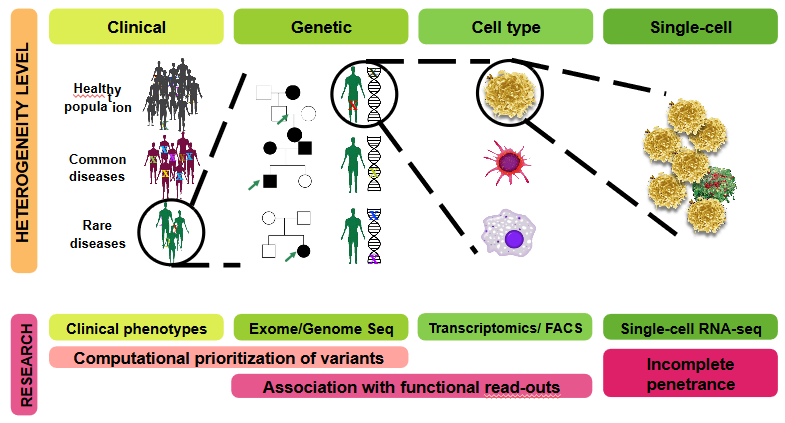 HETEROGENEITY LEVEL
Clinical
Genetic
Cell type
Single-cell
Healthy
population
Common
diseases
Rare
diseases
RESEARCH
Clinical phenotypes
Exome/Genome Seq
Transcriptomics/ FACS
Single-cell RNA-seq
Computational prioritization of variants
Association with functional read-outs
Incomplete
penetrance